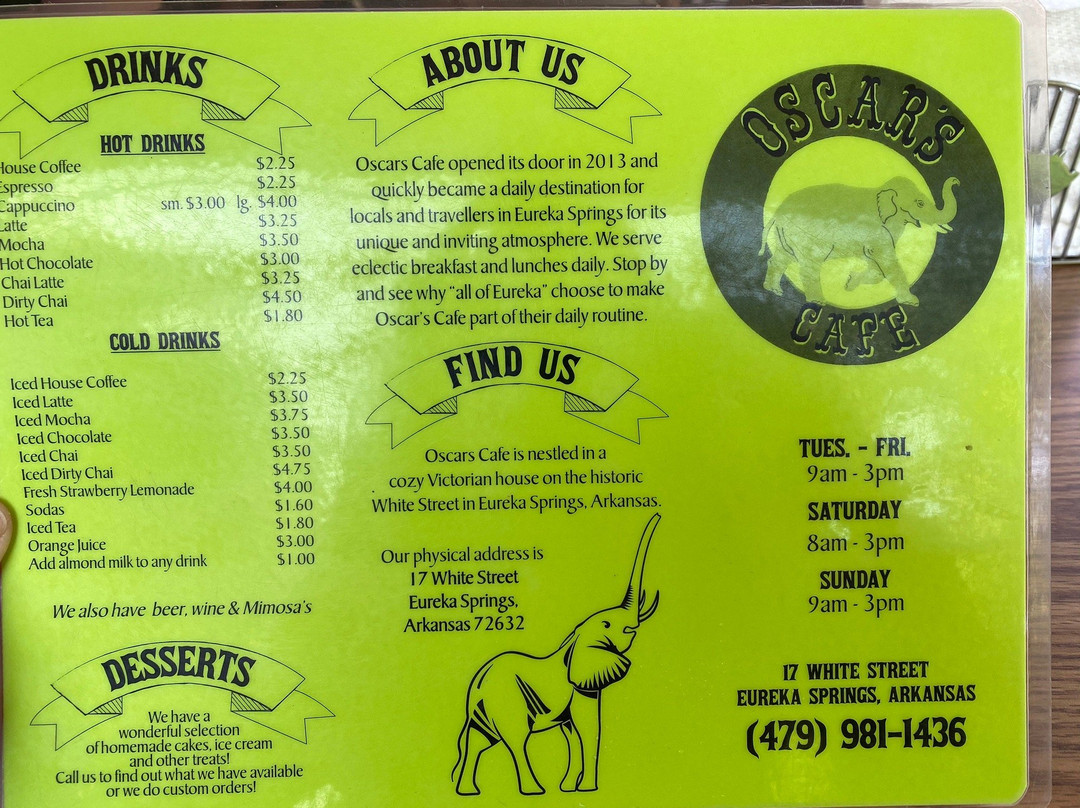 DRINKS
HOT DRINKS
House Coffee $2.25
Espresso $2.25
Cappuccino sm. $3.00 lg. $4.00
Latte $3.25
Mocha $3.50
Hot Chocolate $3.00
Chai Latte $3.25
Dirty Chai $4.50
Hot Tea $1.80
COLD DRINKS
Iced House Coffee $2.25
Iced Latte $3.50
Iced Mocha $3.75
Iced Chocolate $3.50
Iced Chai $3.50
Iced Dirty Chai $4.75
Fresh Strawberry Lemonade $4.00
Sodas $1.60
Iced Tea $1.80
Orange Juice $3.00
Add almond milk to any drink $1.00
We also have beer, wine & Mimosa's
DESSERTS
We have a
wonderful selection
of homemade cakes, ice cream
and other treats!
Call us to find out what we have available
or we do custom orders!
ABOUT US
Oscars Cafe opened its door in 2013 and
quickly became a daily destination for
locals and travellers in Eureka Springs for its
unique and inviting atmosphere. We serve
eclectic breakfast and lunches daily. Stop by
and see why "all of Eureka" choose to make
Oscar's Cafe part of their daily routine.
FIND US
Oscars Cafe is nestled in a
cozy Victorian house on the historic
White Street in Eureka Springs, Arkansas.
Our physical address is
17 White Street
Eureka Springs,
Arkansas 72632
OSCAR'S
CAFE
TUES. - FRI.
9am - 3pm
SATURDAY
8am - 3pm
SUNDAY
9am - 3pm
17 WHITE STREET
EUREKA SPRINGS, ARKANSAS
(479) 981-1436